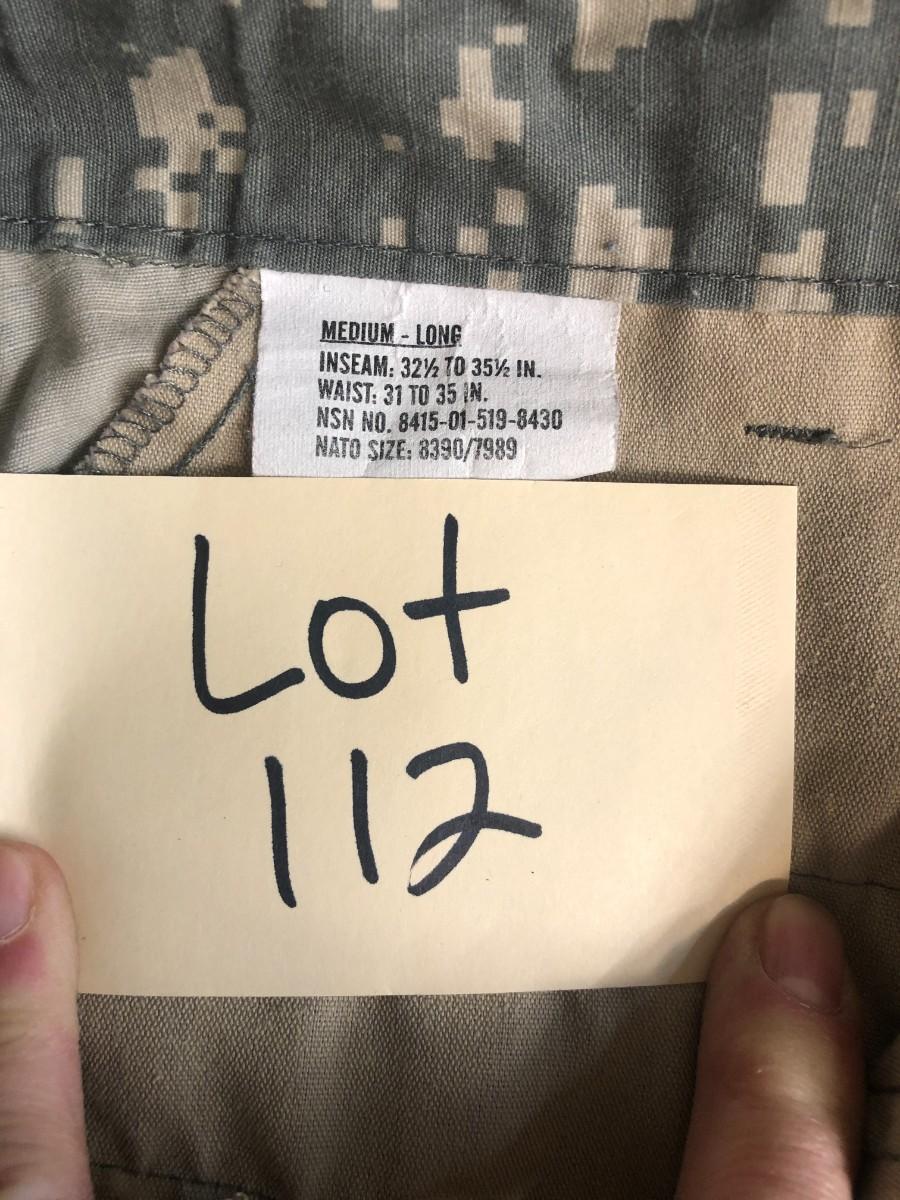 MEDIUM - LONG
INSEAM: 32½ TO 35½ IN.
WAIST: 31 TO 35 IN.
NSN NO. 8415-01-519-8430
NATO SIZE: 8390/7989
Lot
112